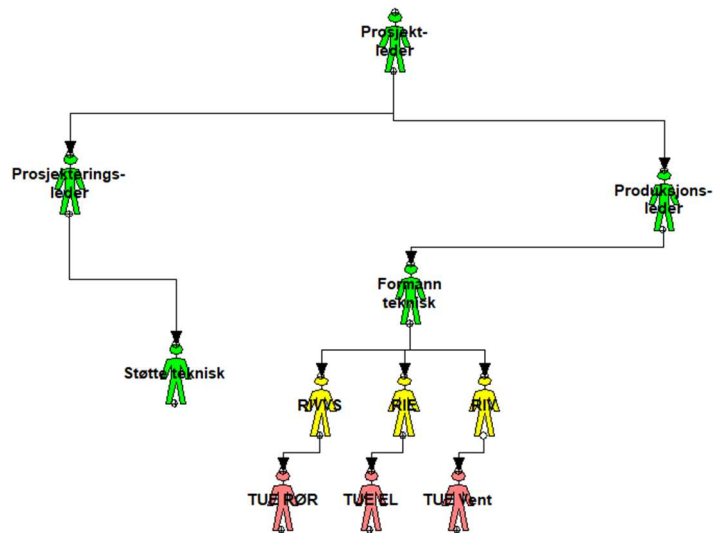 Prosjekt-
leder
Prosjekterings-
leder
Produksjons-
leder
Formann
teknisk
Støtte teknisk
RIVVS
RIE
RIV
TUE RØR
TUE EL
TUE Vent